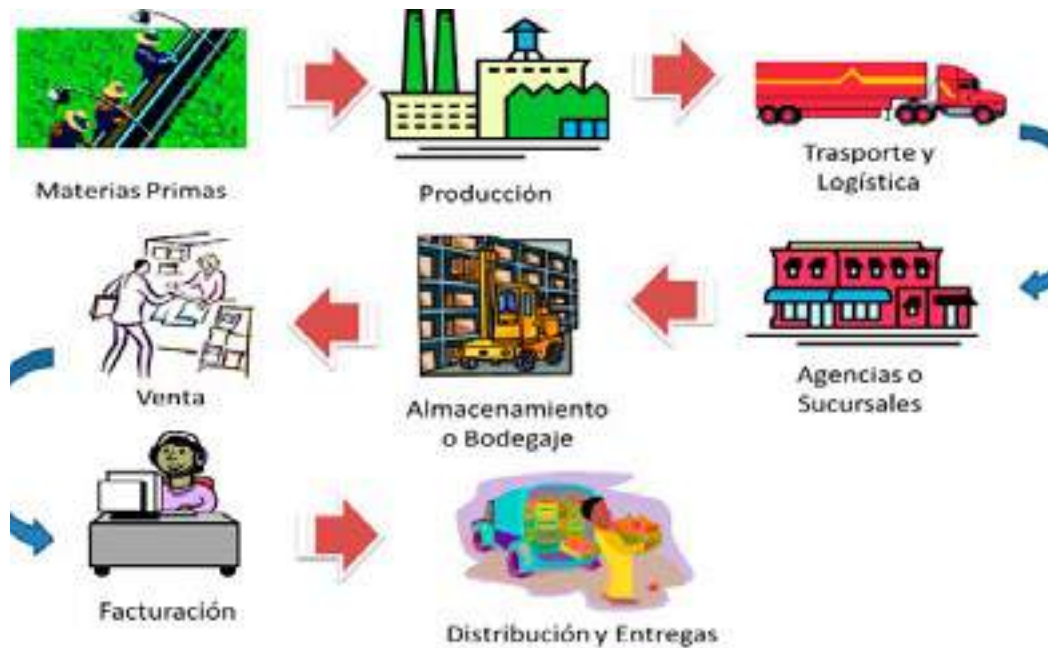 Materias Primas
Producción
Trasporte y
Logística
Agencias o
Sucursales
Almacenamiento
o Bodegaje
Venta
Facturación
Distribución y Entregas